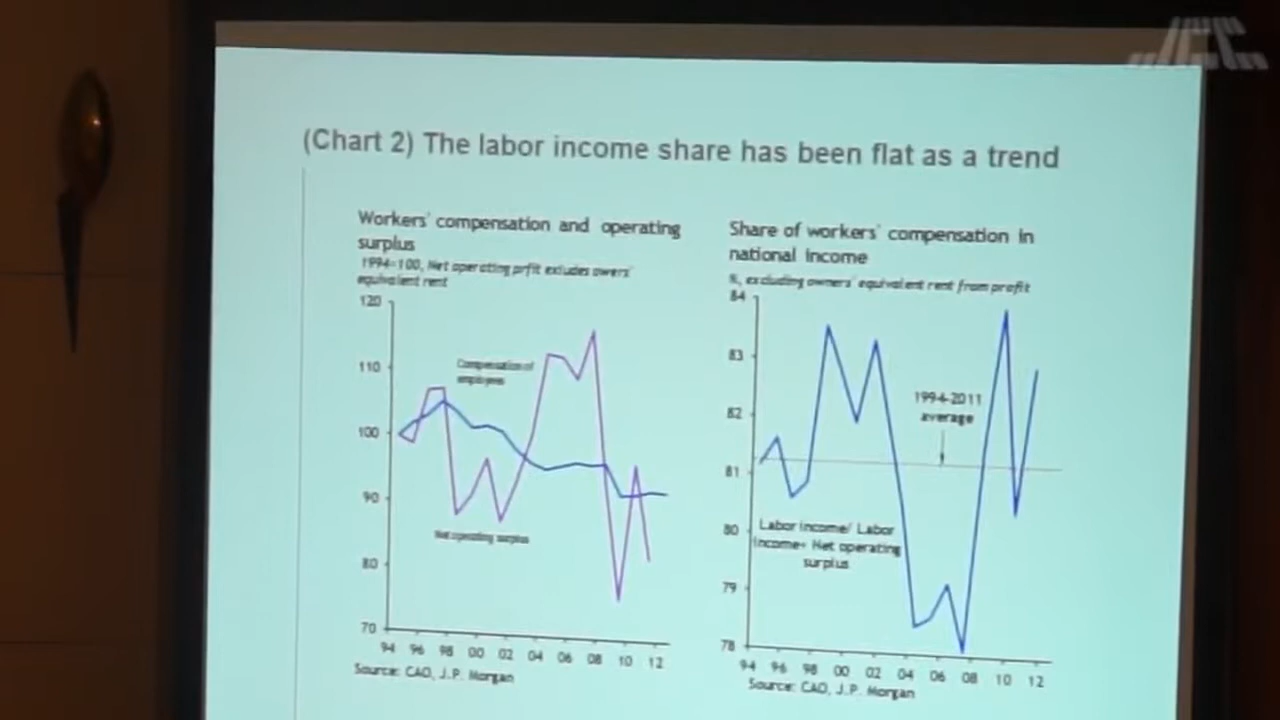 JCC
(Chart 2) The labor income share has been flat as a trend
Workers' compensation and operating
surplus
1994=100, Net operating prfit exludes owers'
equivalent rent
120
110
100
90
80
70
Compensation of
employees
Net operating surplus
94 96 98 00 02 04 06 08 10 12
Source: CAO, J.P. Morgan
Share of workers' compensation in
national income
%, excluding owners' equivalent rent from profit
84
83
82
81
80
79
78
1994-2011
average
Labor income/ Labor
income+ Net operating
surplus
94 96 98 00 02 04 06 08 10 12
Source: CAO, J.P. Morgan